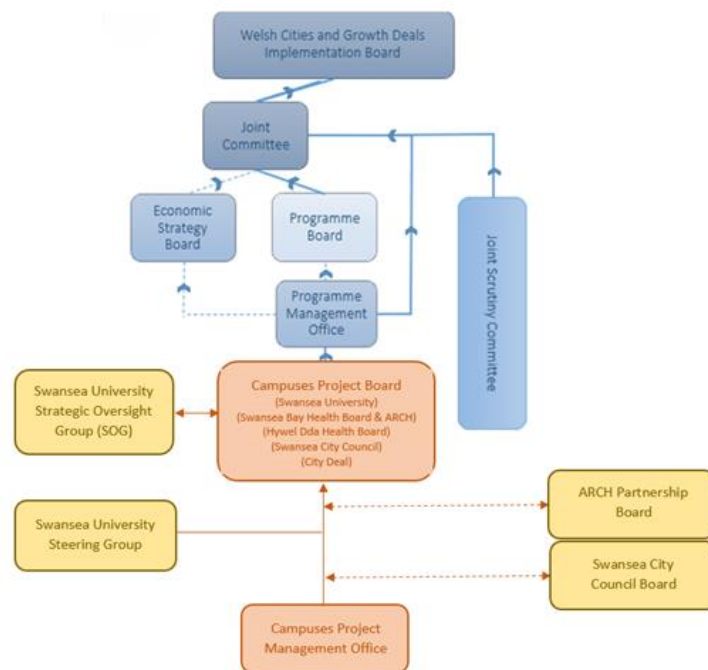 Welsh Cities and Growth Deals
Implementation Board
Joint
Committee
Economic
Strategy
Board
Programme
Board
Joint Scrutiny Committee
Programme
Management
Office
Campuses Project Board
(Swansea University)
(Swansea Bay Health Board & ARCH)
(Hywel Dda Health Board)
(Swansea City Council)
(City Deal)
Swansea University
Strategic Oversight
Group (SOG)
ARCH Partnership
Board
Swansea University
Steering Group
Swansea City
Council Board
Campuses Project
Management Office